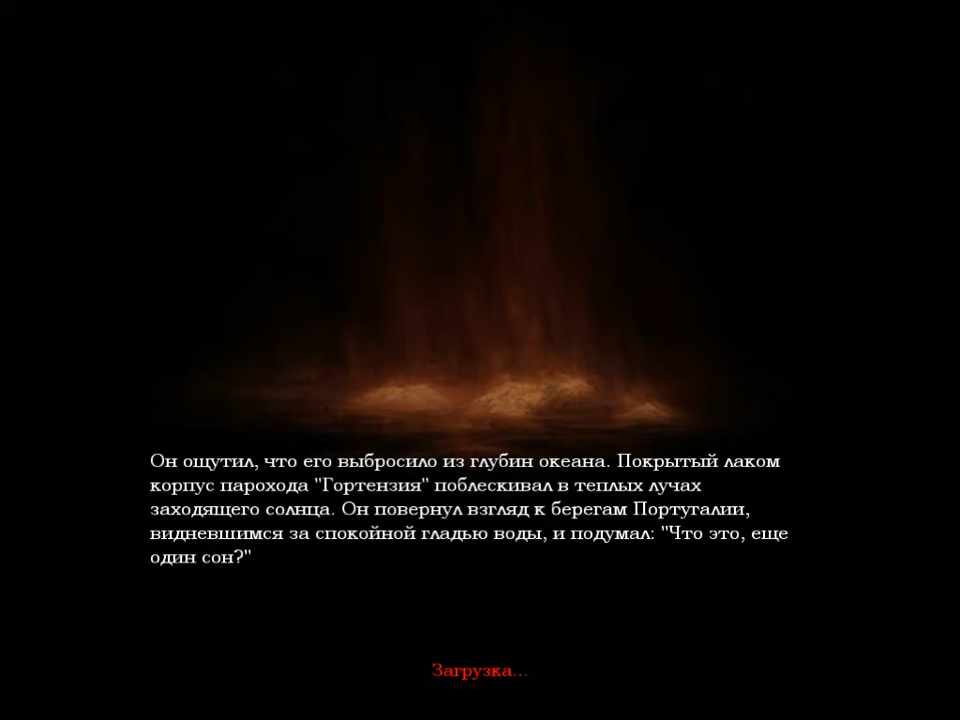 Он ощутил, что его выбросило из глубин океана. Покрытый лаком
корпус парохода "Гортензия" поблескивал в теплых лучах
заходящего солнца. Он повернул взгляд к берегам Португалии,
видневшимся за спокойной гладью воды, и подумал: "Что это, еще
один сон?"
Загрузка...